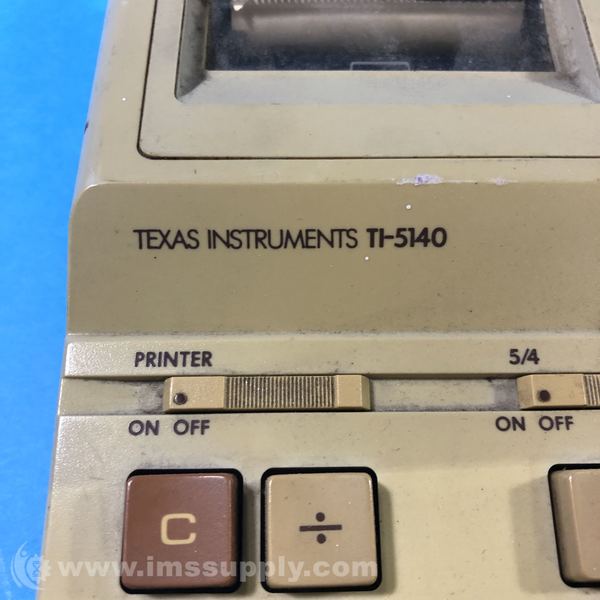 TEXAS INSTRUMENTS TI-5140
PRINTER 5/4
ON OFF ON OFF
C ÷
www.imssupply.com